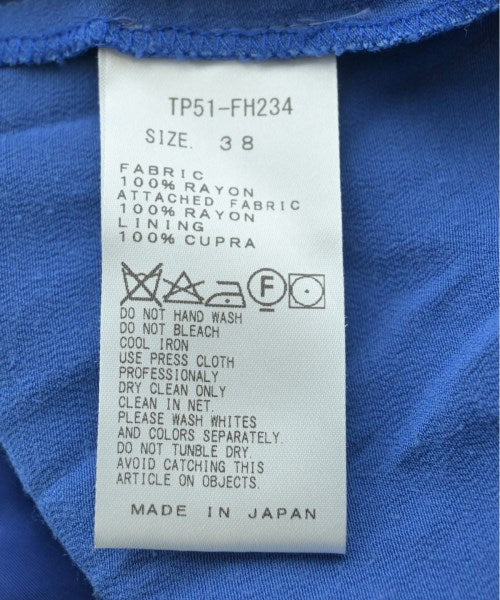 TP51-FH234
SIZE. 38
FABRIC
100% RAYON
ATTACHED FABRIC
100% RAYON
LINING
100% CUPRA
F
DO NOT HAND WASH
DO NOT BLEACH
COOL IRON
USE PRESS CLOTH
PROFESSIONALY
DRY CLEAN ONLY
CLEAN IN NET.
PLEASE WASH WHITES
AND COLORS SEPARATELY.
DO NOT TUNBLE DRY.
AVOID CATCHING THIS
ARTICLE ON OBJECTS.
MADE IN JAPAN